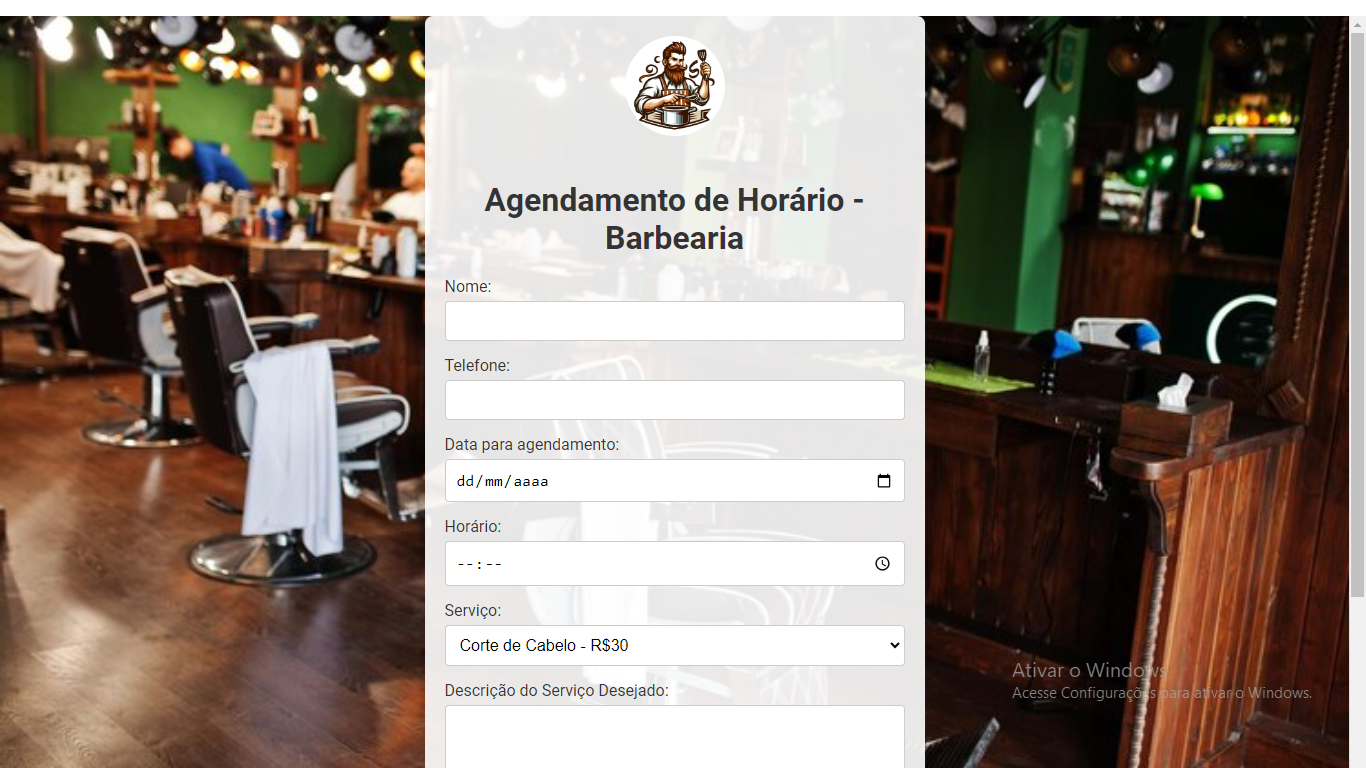 Agendamento de Horário -
Barbearia
Nome:
Telefone:
Data para agendamento:
dd/mm/aaaa
Horário:
--:--
Serviço:
Corte de Cabelo - R$30
Descrição do Serviço Desejado:
Ativar o Windows
Acesse Configurações para ativar o Windows.